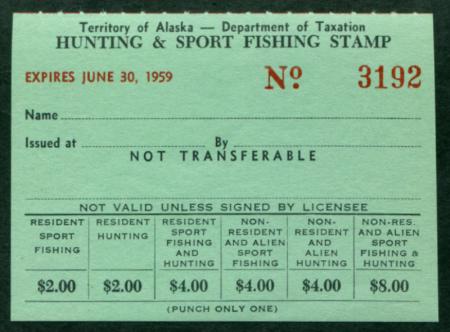 Territory of Alaska — Department of Taxation
HUNTING & SPORT FISHING STAMP
EXPIRES JUNE 30, 1959 No. 3192
Name
Issued at By
NOT TRANSFERABLE
NOT VALID UNLESS SIGNED BY LICENSEE
RESIDENT SPORT FISHING $2.00
RESIDENT HUNTING $2.00
RESIDENT SPORT FISHING AND HUNTING $4.00
NON-RESIDENT AND ALIEN SPORT FISHING $4.00
NON-RESIDENT AND ALIEN HUNTING $4.00
NON-RES. AND ALIEN SPORT FISHING & HUNTING $8.00
(PUNCH ONLY ONE)